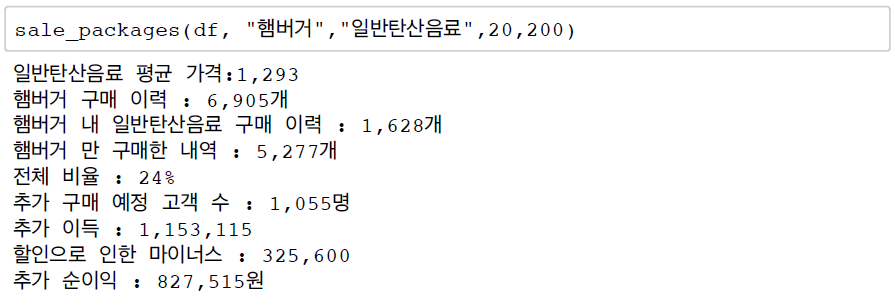 sale_packages(df, "햄버거","일반탄산음료",20,200)
일반탄산음료 평균 가격:1,293
햄버거 구매 이력 : 6,905개
햄버거 내 일반탄산음료 구매 이력 : 1,628개
햄버거 만 구매한 내역 : 5,277개
전체 비율 : 24%
추가 구매 예정 고객 수 : 1,055명
추가 이득 : 1,153,115
할인으로 인한 마이너스 : 325,600
추가 순이익 : 827,515원